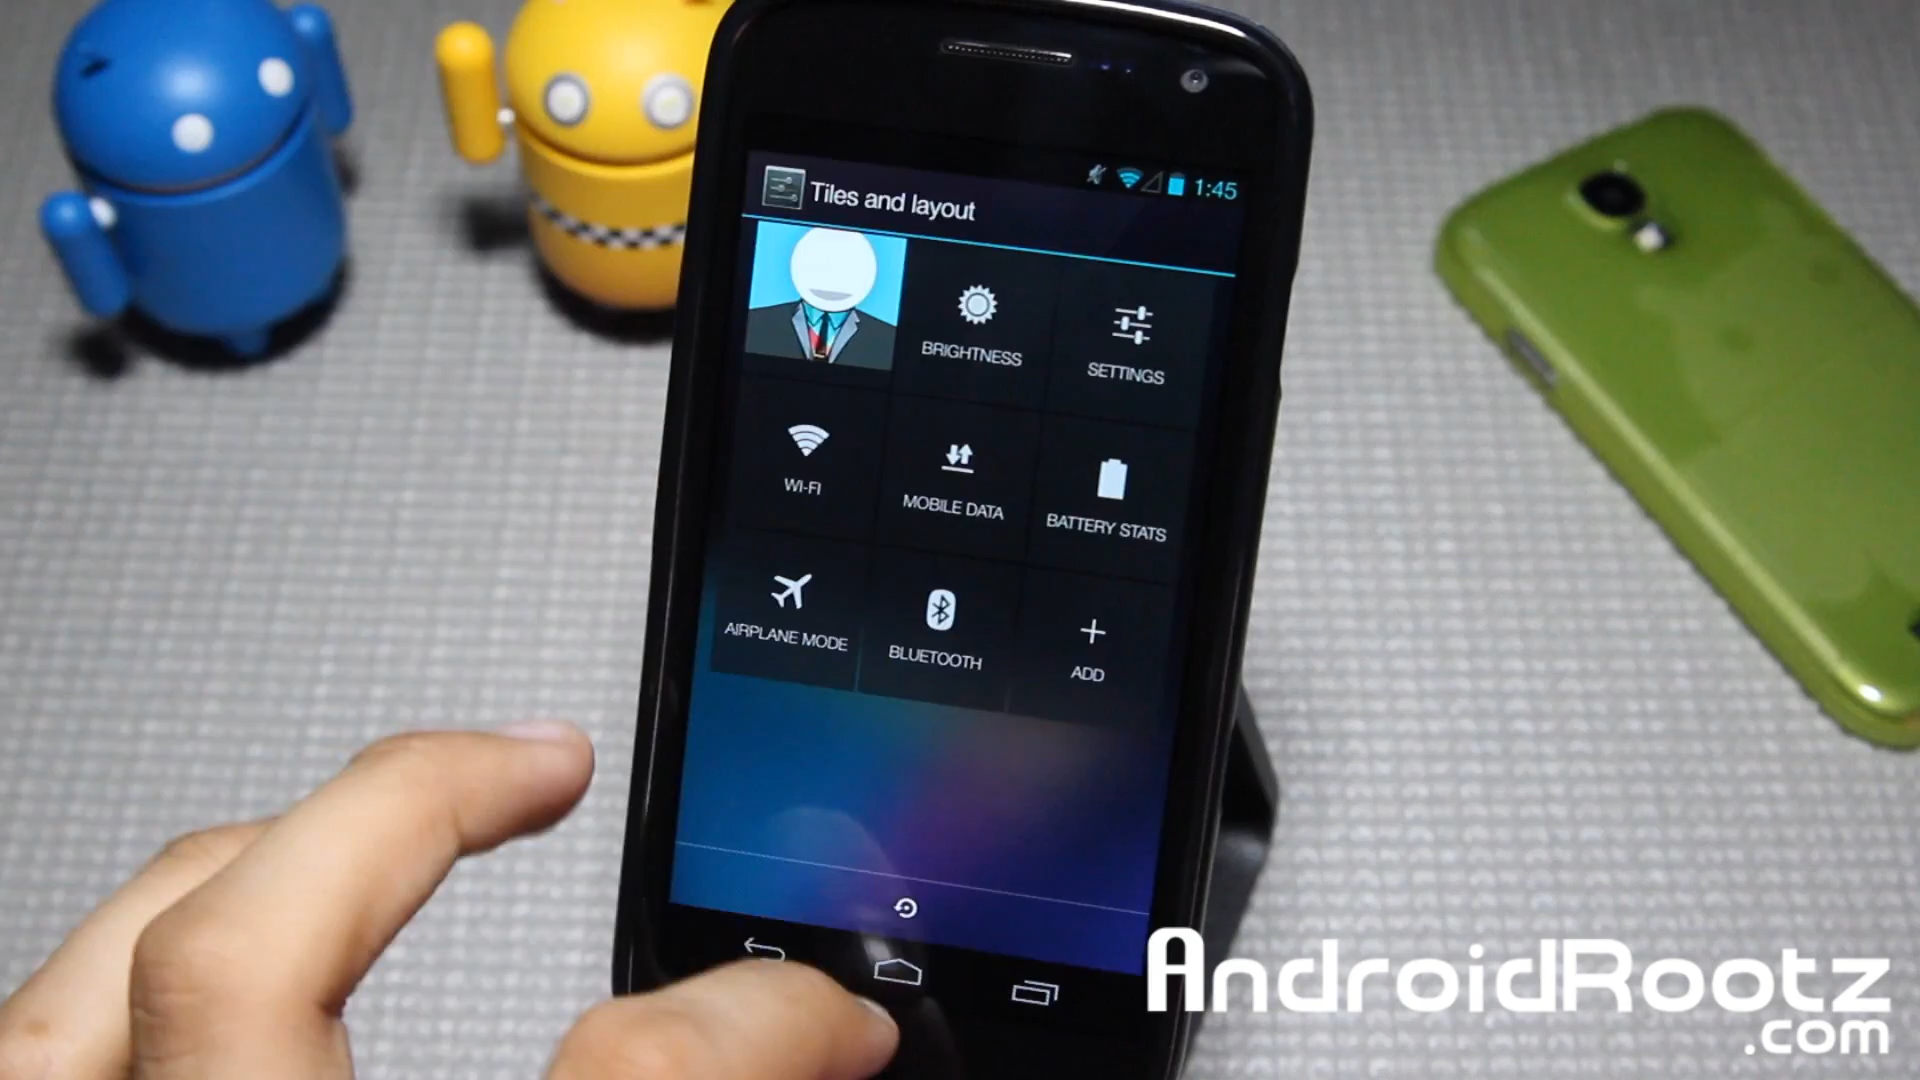 1:45
Tiles and layout
BRIGHTNESS
SETTINGS
WI-FI
MOBILE DATA
BATTERY STATS
AIRPLANE MODE
BLUETOOTH
ADD
AndroidRootz
.com